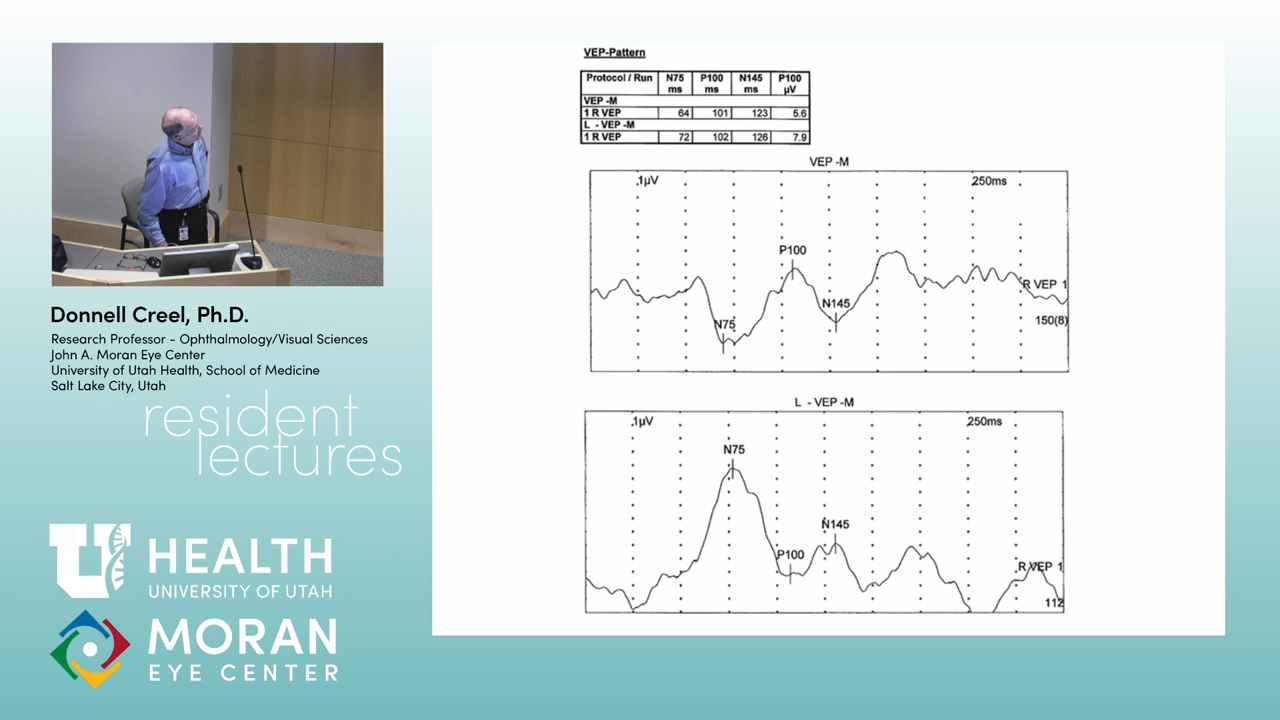 VEP-Pattern
Protocol / Run N75 ms P100 ms N145 ms P100 µV
VEP -M
1 R VEP 64 101 123 5.6
L - VEP -M
1 R VEP 72 102 126 7.9
VEP -M
1µV 250ms
P100
R VEP 1
N145
150(8)
N75
L - VEP -M
1µV 250ms
N75
N145
P100
R VEP 1
112
Donnell Creel, Ph.D.
Research Professor - Ophthalmology/Visual Sciences
John A. Moran Eye Center
University of Utah Health, School of Medicine
Salt Lake City, Utah
resident
lectures
U HEALTH
UNIVERSITY OF UTAH
MORAN
EYE CENTER